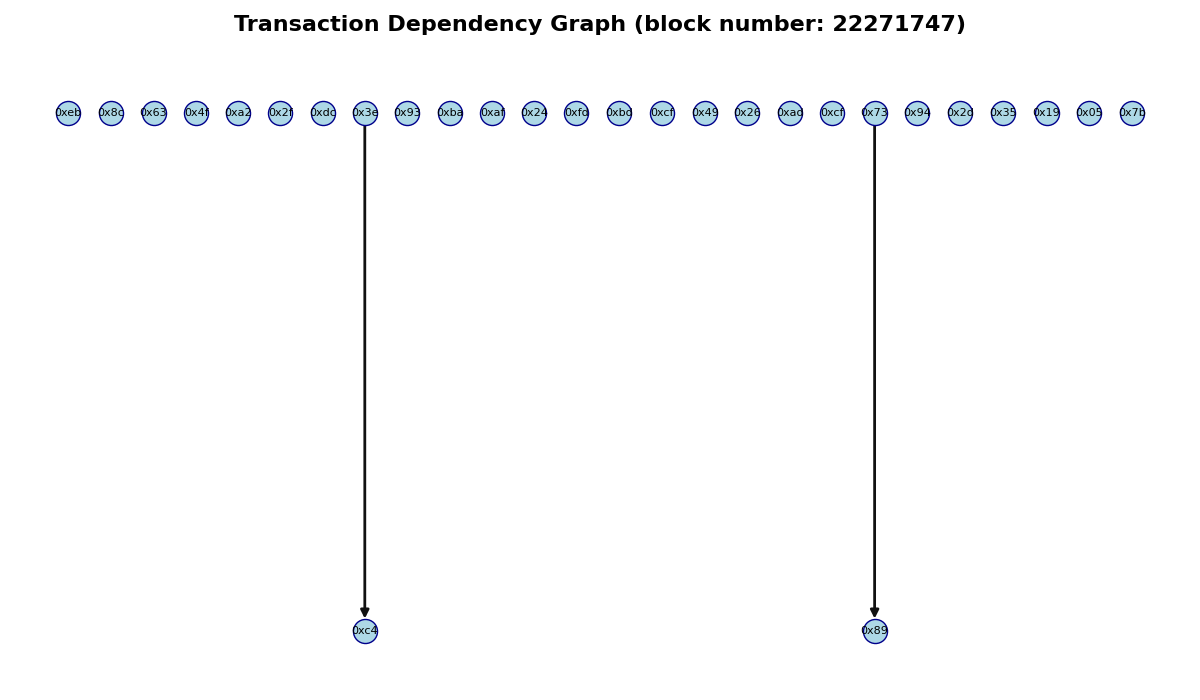 Transaction Dependency Graph (block number: 22271747)
0xeb 0x8c 0x63 0x4f 0xa2 0x2f 0xdc 0x3e 0x93 0xba 0xaf 0x24 0xfd 0xbd 0xcf 0x49 0x26 0xad 0xcf 0x73 0x94 0x2d 0x35 0x19 0x05 0x7b
0xc4 0x89